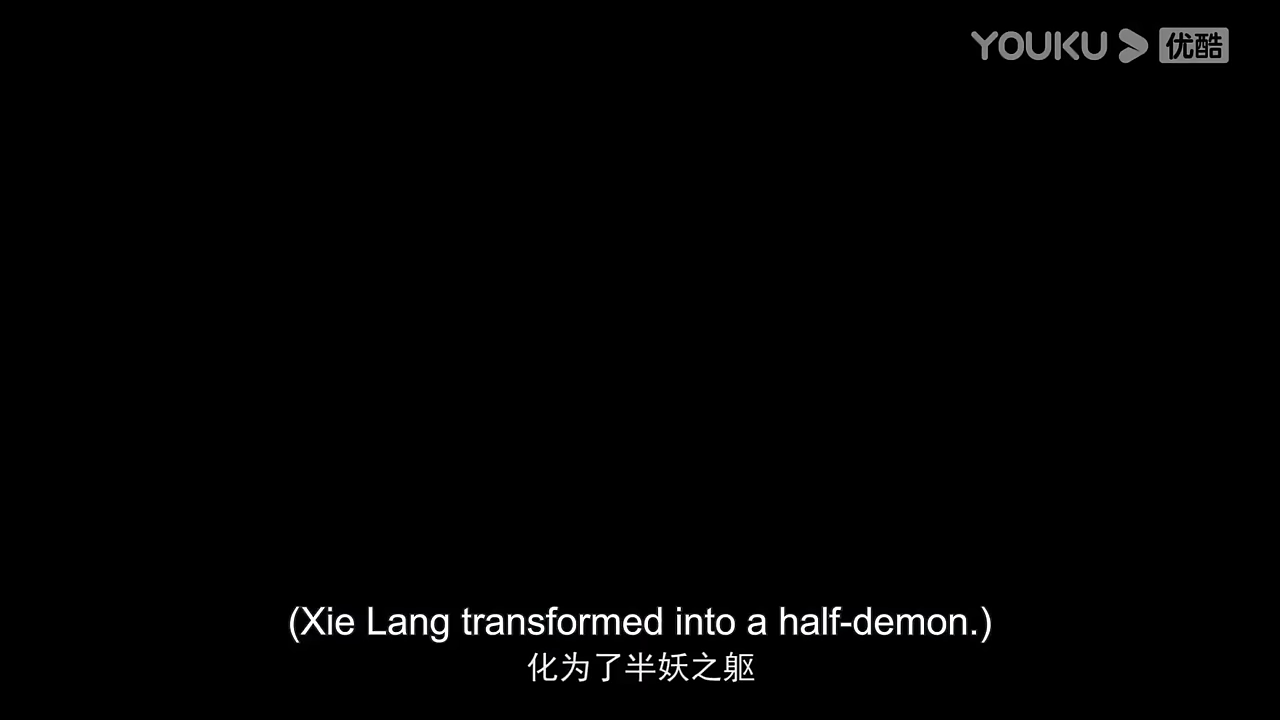 YOUKU 优酷
(Xie Lang transformed into a half-demon.)
化为了半妖之躯